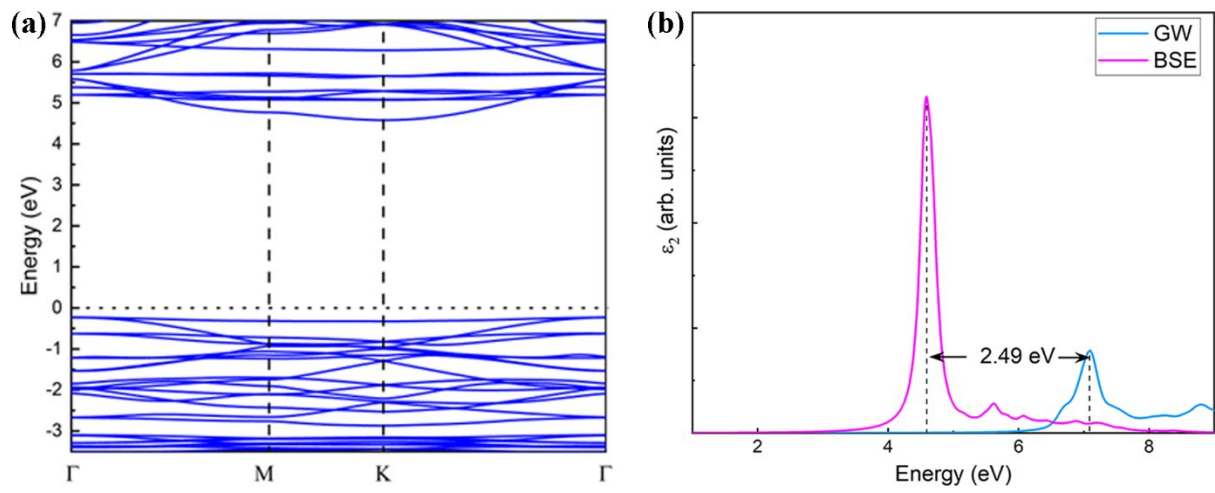 (a)
7
6
5
4
3
2
1
0
-1
-2
-3
Energy (eV)
Γ M K Γ
(b)
GW
BSE
ε2 (arb. units)
2.49 eV
2 4 6 8
Energy (eV)